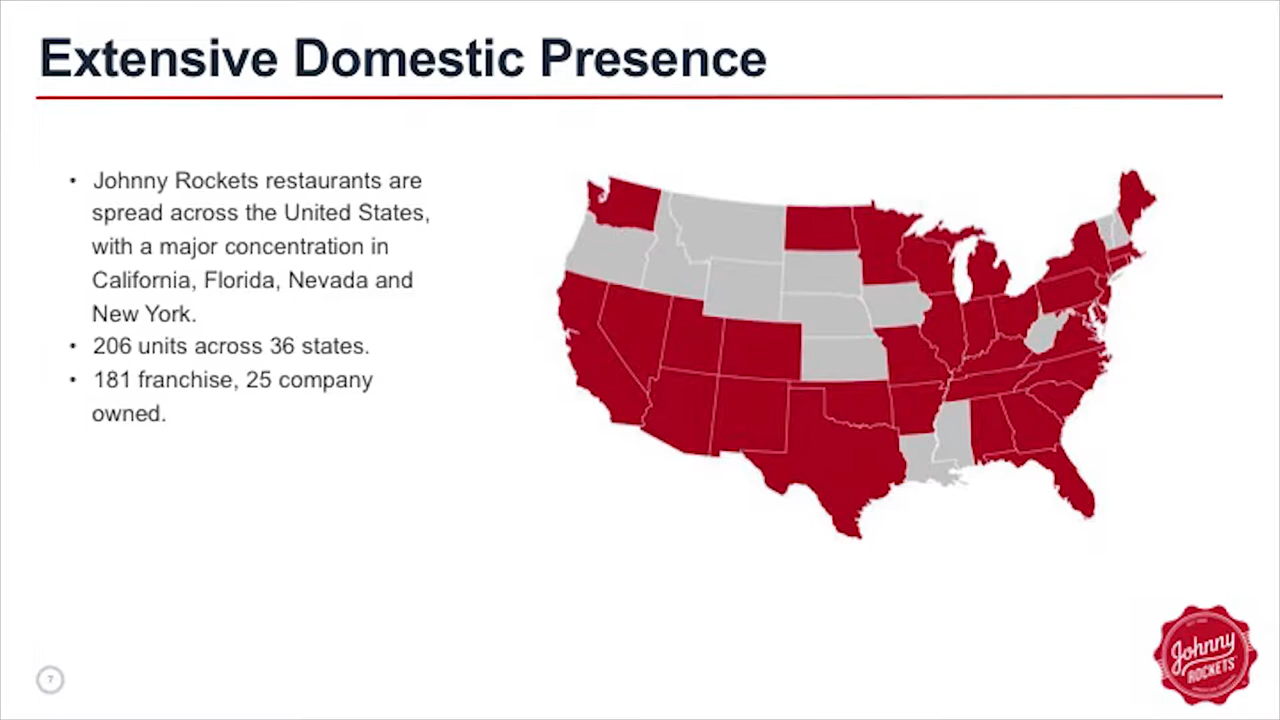 Extensive Domestic Presence
• Johnny Rockets restaurants are
spread across the United States,
with a major concentration in
California, Florida, Nevada and
New York.
• 206 units across 36 states.
• 181 franchise, 25 company
owned.
7
Johnny
ROCKETS